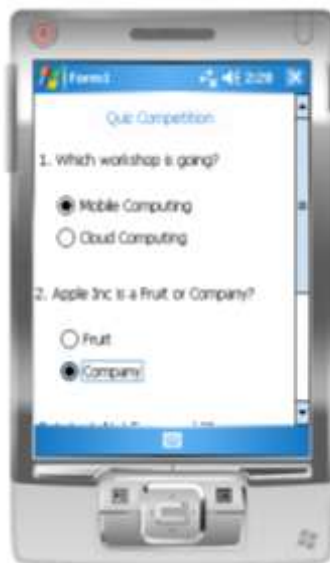 Form1 2:28
Quiz Competition
1. Which workshop is going?
Mobile Computing
Cloud Computing
2. Apple Inc is a Fruit or Company?
Fruit
Company